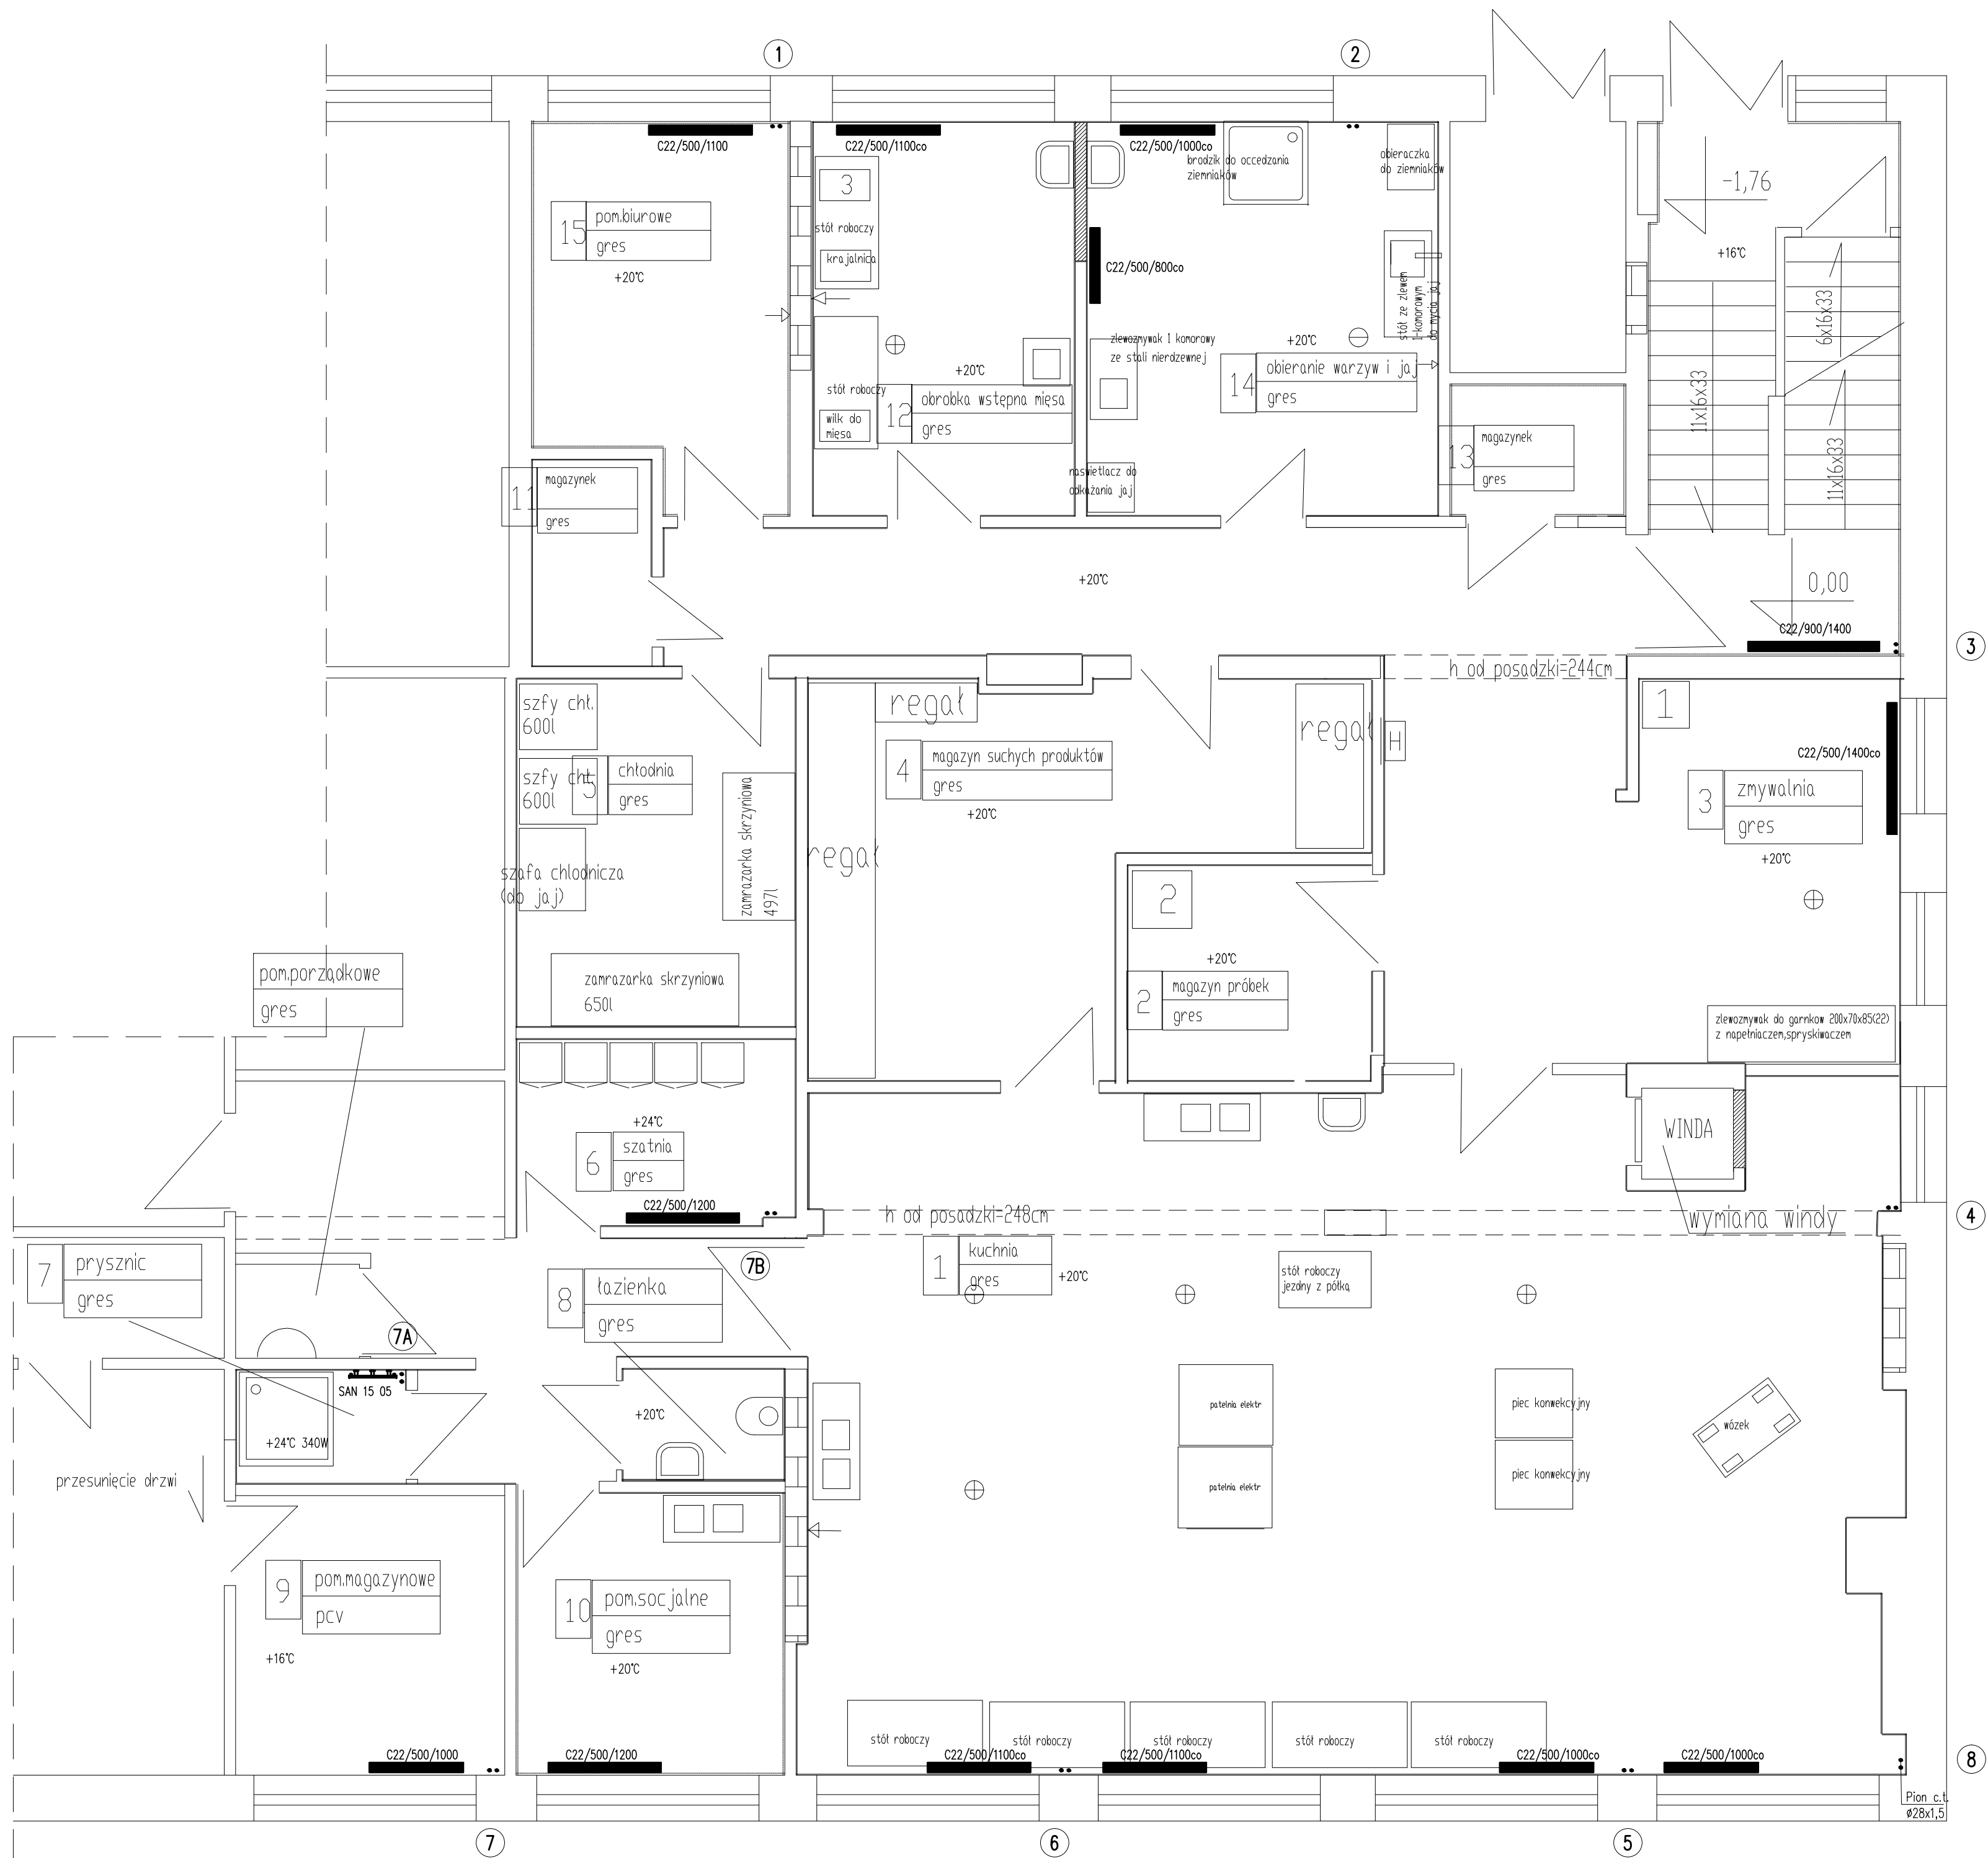 1
2
C22/500/1100
C22/500/1100co
C22/500/1000co
brodzik do occedzania
ziemniaków
obieraczka
do ziemniaków
3
-1,76
15
pom.biurowe
gres
+20°C
stół roboczy
krajalnica
C22/500/800co
+16°C
stół ze zlewem
1-komorowym
do mycia jaj
6x16x33
11x16x33
11x16x33
zlewozmywak 1 komorowy
ze stali nierdzewnej
+20°C
14
obieranie warzyw i jaj
gres
+20°C
stół roboczy
wilk do
mięsa
12
obrobka wstępna mięsa
gres
13
magazynek
gres
11
magazynek
gres
naswietlacz do
odkażania jaj
+20°C
0,00
C22/900/1400
3
h od posadzki=244cm
szfy chł.
600l
szfy chł.
600l
5
chłodnia
gres
szafa chlodnicza
(do jaj)
zamrazarka skrzyniowa
497l
zamrazarka skrzyniowa
650l
regał
regał
regał
4
magazyn suchych produktów
gres
+20°C
H
1
C22/500/1400co
3
zmywalnia
gres
+20°C
2
+20°C
2
magazyn próbek
gres
pom.porządkowe
gres
zlewozmywak do garnkow 200x70x85(22)
z napełniaczem,spryskiwaczem
+24°C
6
szatnia
gres
C22/500/1200
WINDA
wymiana windy
4
h od posadzki=248cm
7
prysznic
gres
7A
7B
8
łazienka
gres
1
kuchnia
gres
+20°C
stół roboczy
jezdny z półką
SAN 15 05
+24°C 340W
+20°C
patelnia elektr
patelnia elektr
piec konwekcyjny
piec konwekcyjny
wózek
przesunięcie drzwi
9
pom.magazynowe
pcv
+16°C
10
pom.socjalne
gres
+20°C
stół roboczy
stół roboczy
stół roboczy
stół roboczy
stół roboczy
C22/500/1000
C22/500/1200
C22/500/1100co
C22/500/1100co
C22/500/1000co
C22/500/1000co
8
Pion c.t.
ø28x1,5
7
6
5